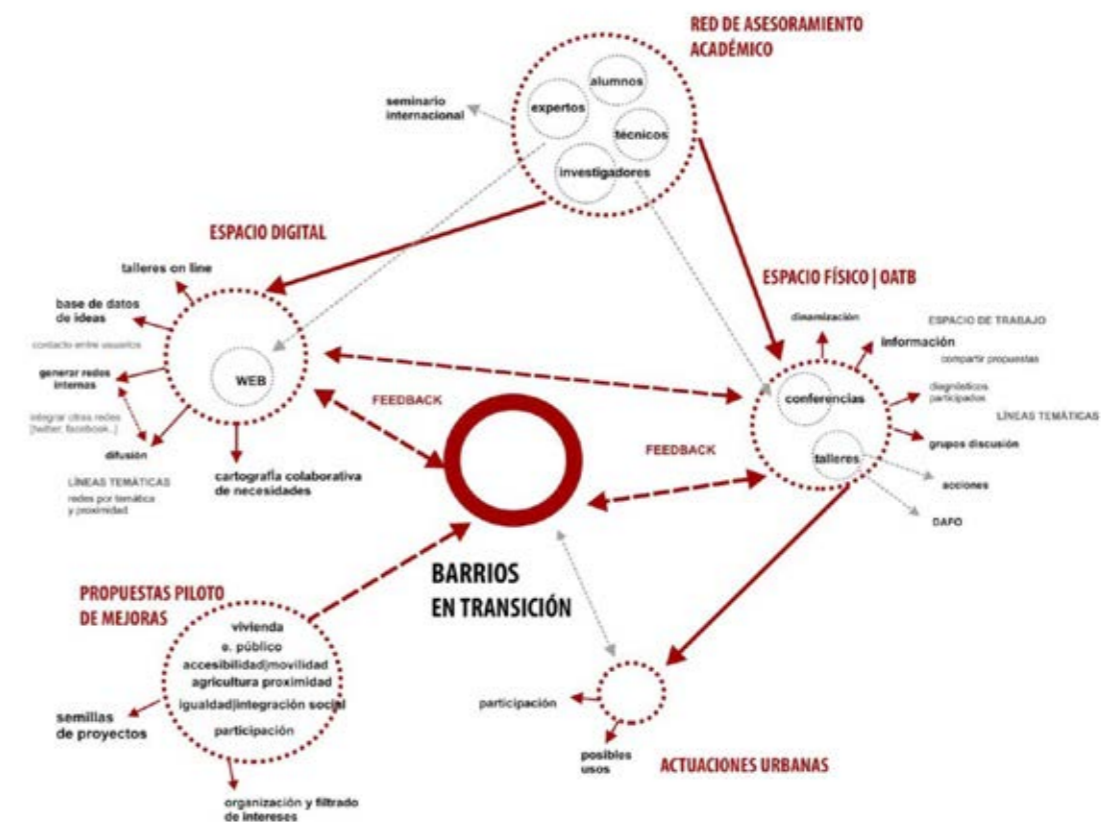 RED DE ASESORAMIENTO
ACADÉMICO
alumnos
expertos
técnicos
investigadores
seminario
internacional
ESPACIO DIGITAL
talleres on line
base de datos
de ideas
contacto entre usuarios
generar redes
internas
integrar otras redes
[twitter, facebook..]
difusión
LÍNEAS TEMÁTICAS
redes por temática
y proximidad
WEB
cartografía colaborativa
de necesidades
FEEDBACK
ESPACIO FÍSICO | OATB
dinamización
ESPACIO DE TRABAJO
información
compartir propuestas
diagnósticos
participados
LÍNEAS TEMÁTICAS
grupos discusión
conferencias
talleres
acciones
DAFO
FEEDBACK
BARRIOS
EN TRANSICIÓN
PROPUESTAS PILOTO
DE MEJORAS
vivienda
e. público
accesibilidad|movilidad
agricultura proximidad
igualdad|integración social
participación
semillas
de proyectos
organización y filtrado
de intereses
participación
posibles
usos
ACTUACIONES URBANAS